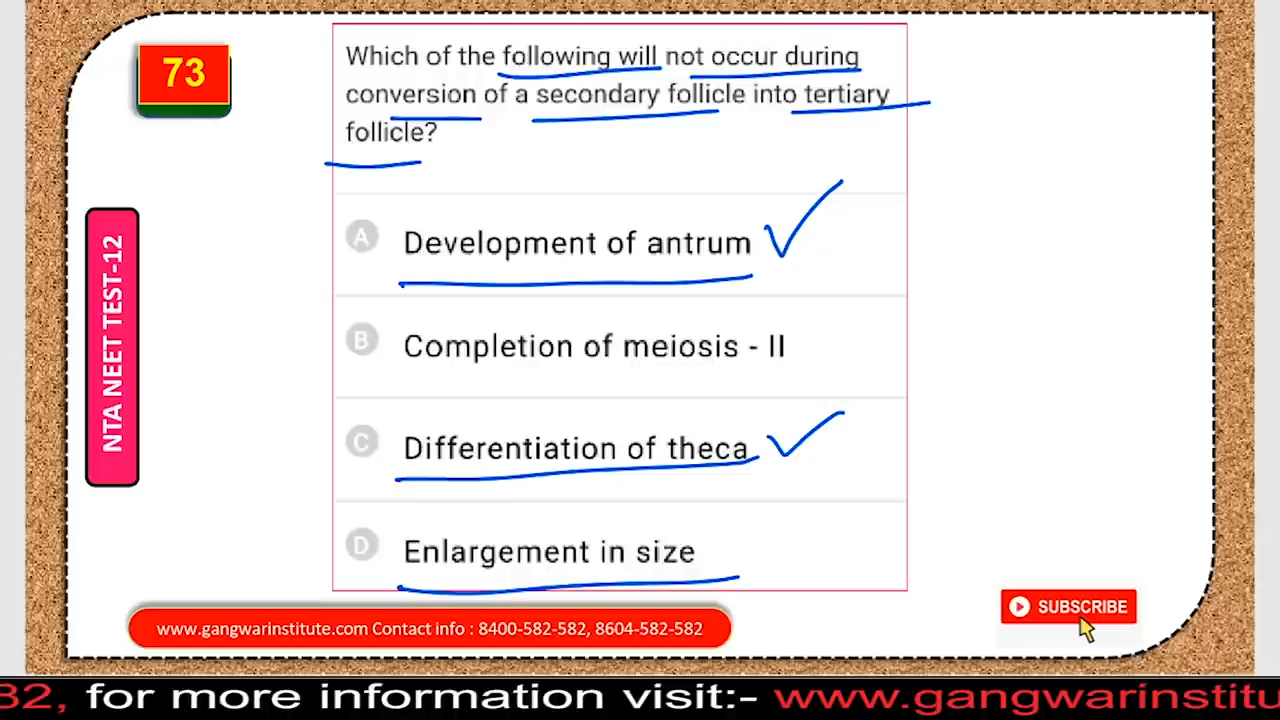 73
Which of the following will not occur during
conversion of a secondary follicle into tertiary
follicle?
NTA NEET TEST-12
A Development of antrum
B Completion of meiosis - II
C Differentiation of theca
D Enlargement in size
www.gangwarinstitute.com Contact info : 8400-582-582, 8604-582-582
SUBSCRIBE
82, for more information visit:- www.gangwarinstitu